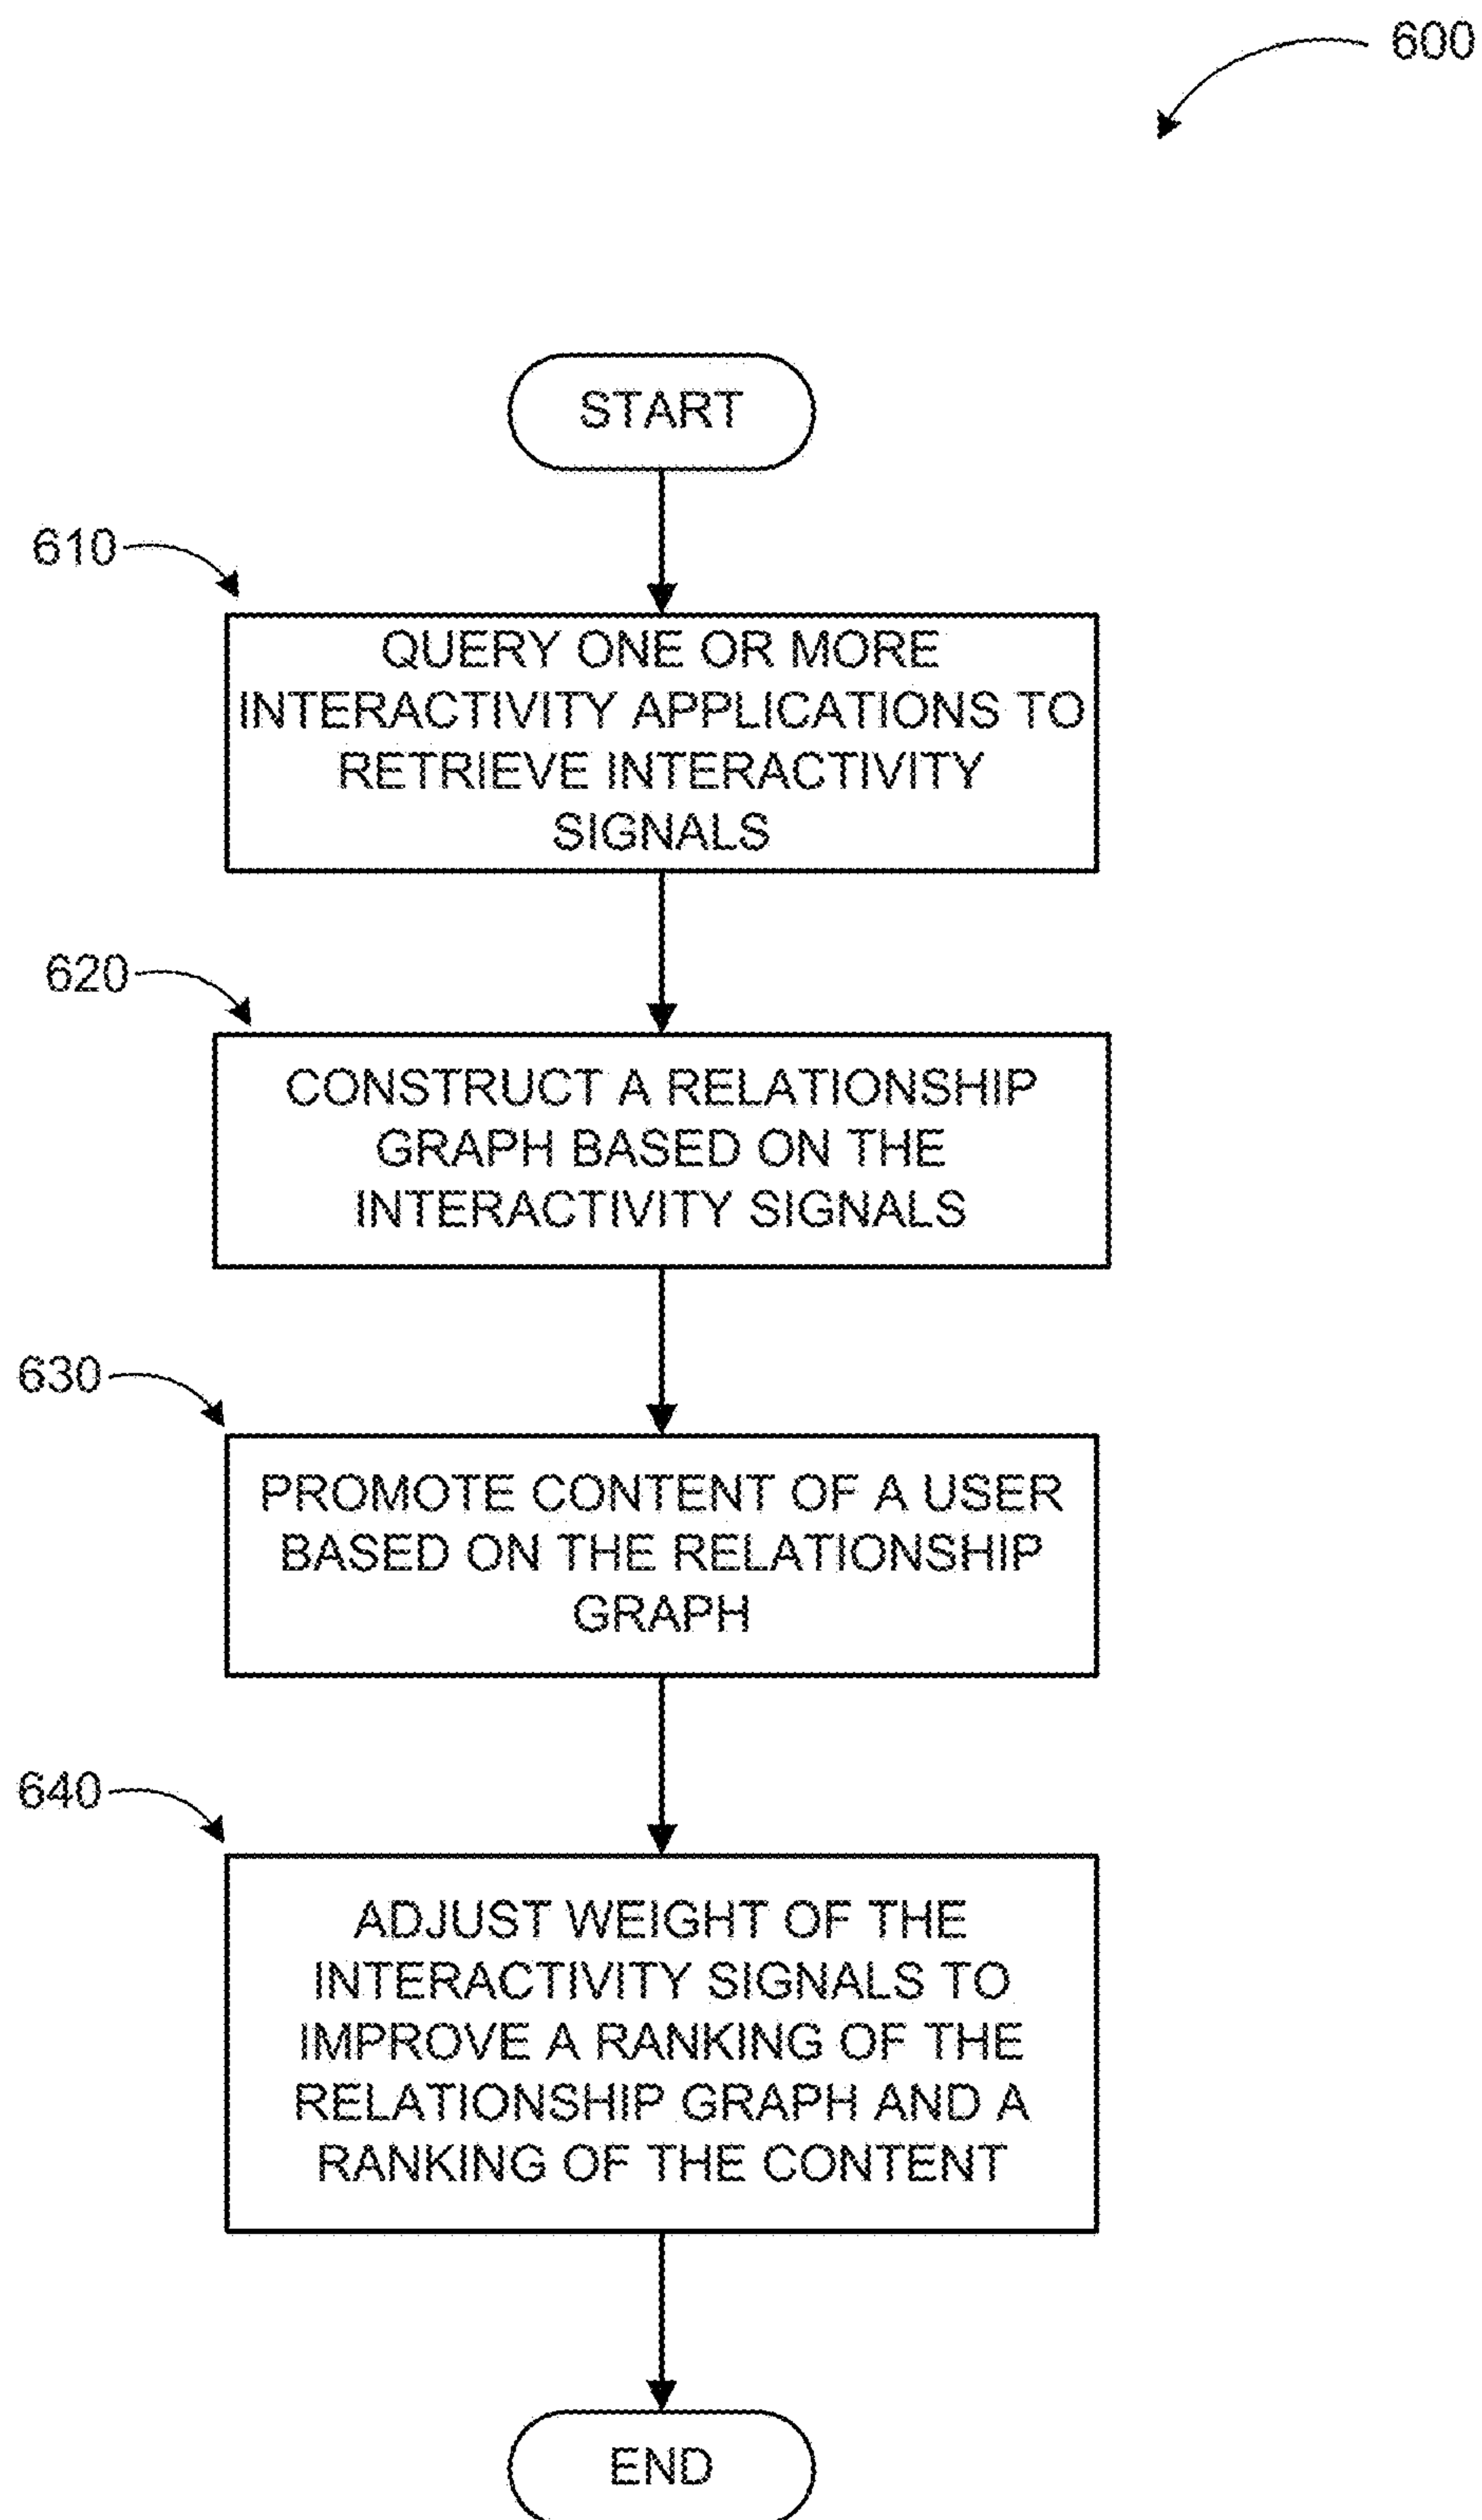 600
START
610
QUERY ONE OR MORE
INTERACTIVITY APPLICATIONS TO
RETRIEVE INTERACTIVITY
SIGNALS
620
CONSTRUCT A RELATIONSHIP
GRAPH BASED ON THE
INTERACTIVITY SIGNALS
630
PROMOTE CONTENT OF A USER
BASED ON THE RELATIONSHIP
GRAPH
640
ADJUST WEIGHT OF THE
INTERACTIVITY SIGNALS TO
IMPROVE A RANKING OF THE
RELATIONSHIP GRAPH AND A
RANKING OF THE CONTENT
END